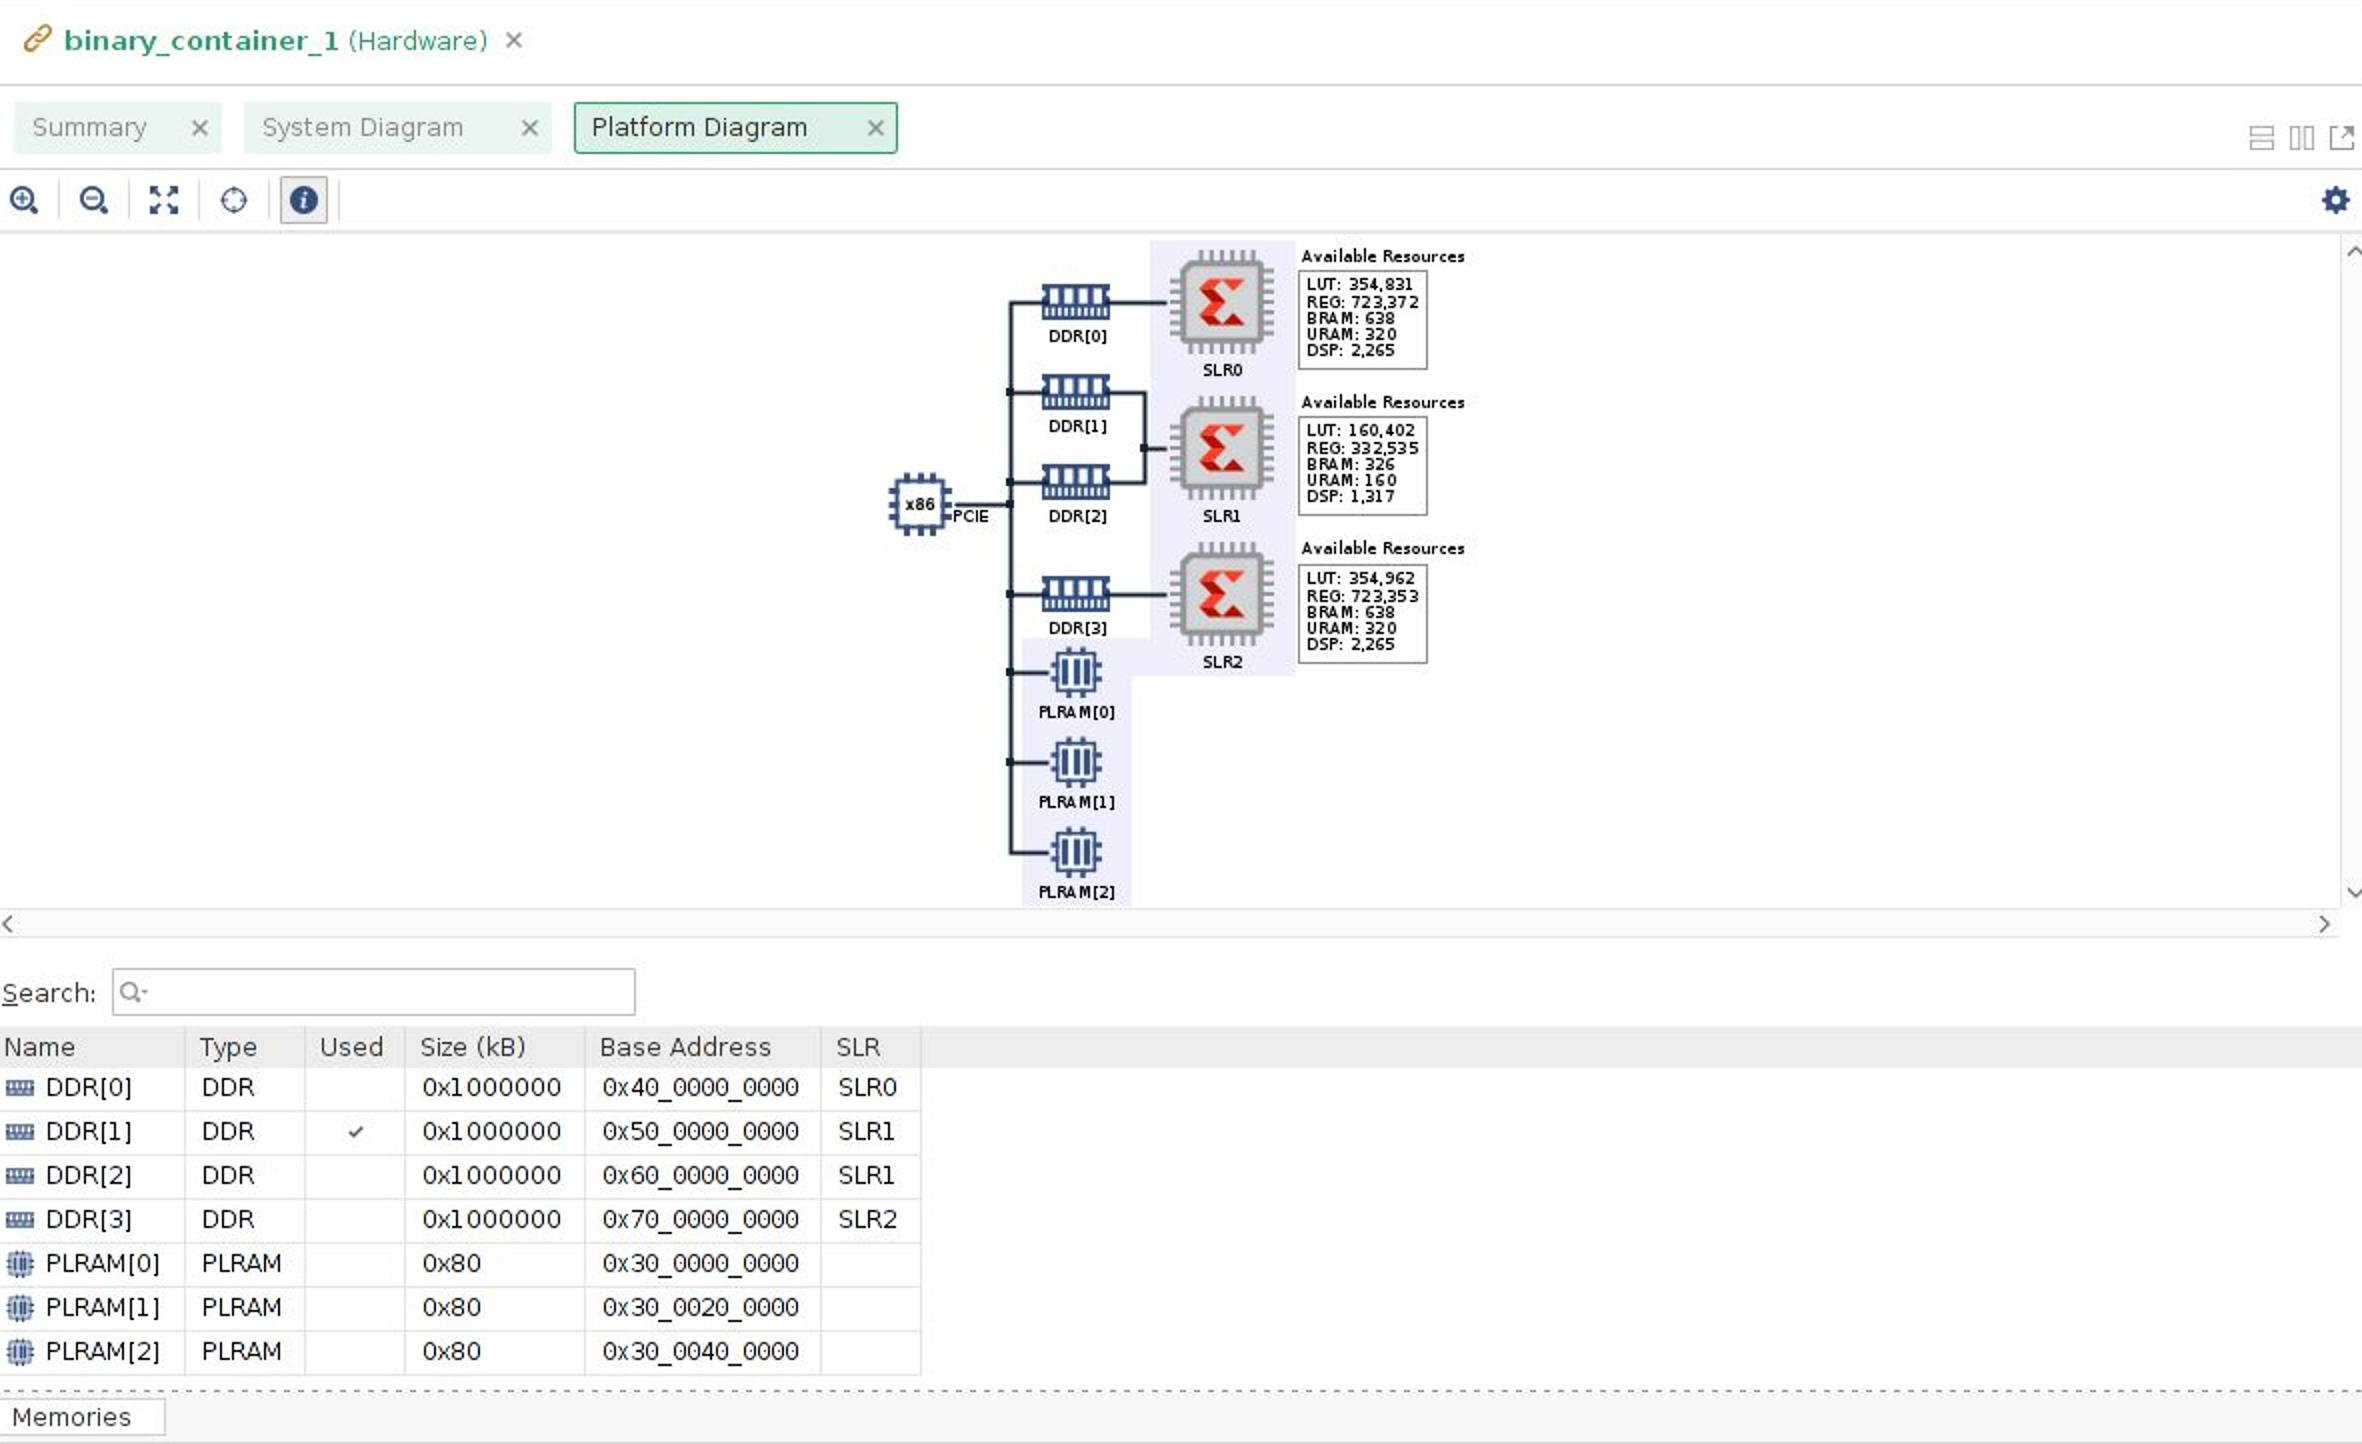 binary_container_1 (Hardware)
Summary
System Diagram
Platform Diagram
Available Resources
LUT: 354,831
REG: 723,372
BRAM: 638
URAM: 320
DSP: 2,265
DDR[0]
SLR0
Available Resources
LUT: 160,402
REG: 332,535
BRAM: 326
URAM: 160
DSP: 1,317
DDR[1]
x86
PCIE
DDR[2]
SLR1
Available Resources
LUT: 354,962
REG: 723,353
BRAM: 638
URAM: 320
DSP: 2,265
DDR[3]
SLR2
PLRAM[0]
PLRAM[1]
PLRAM[2]
Search:
Name Type Used Size (kB) Base Address SLR
DDR[0] DDR 0x1000000 0x40_0000_0000 SLR0
DDR[1] DDR ✓ 0x1000000 0x50_0000_0000 SLR1
DDR[2] DDR 0x1000000 0x60_0000_0000 SLR1
DDR[3] DDR 0x1000000 0x70_0000_0000 SLR2
PLRAM[0] PLRAM 0x80 0x30_0000_0000
PLRAM[1] PLRAM 0x80 0x30_0020_0000
PLRAM[2] PLRAM 0x80 0x30_0040_0000
Memories